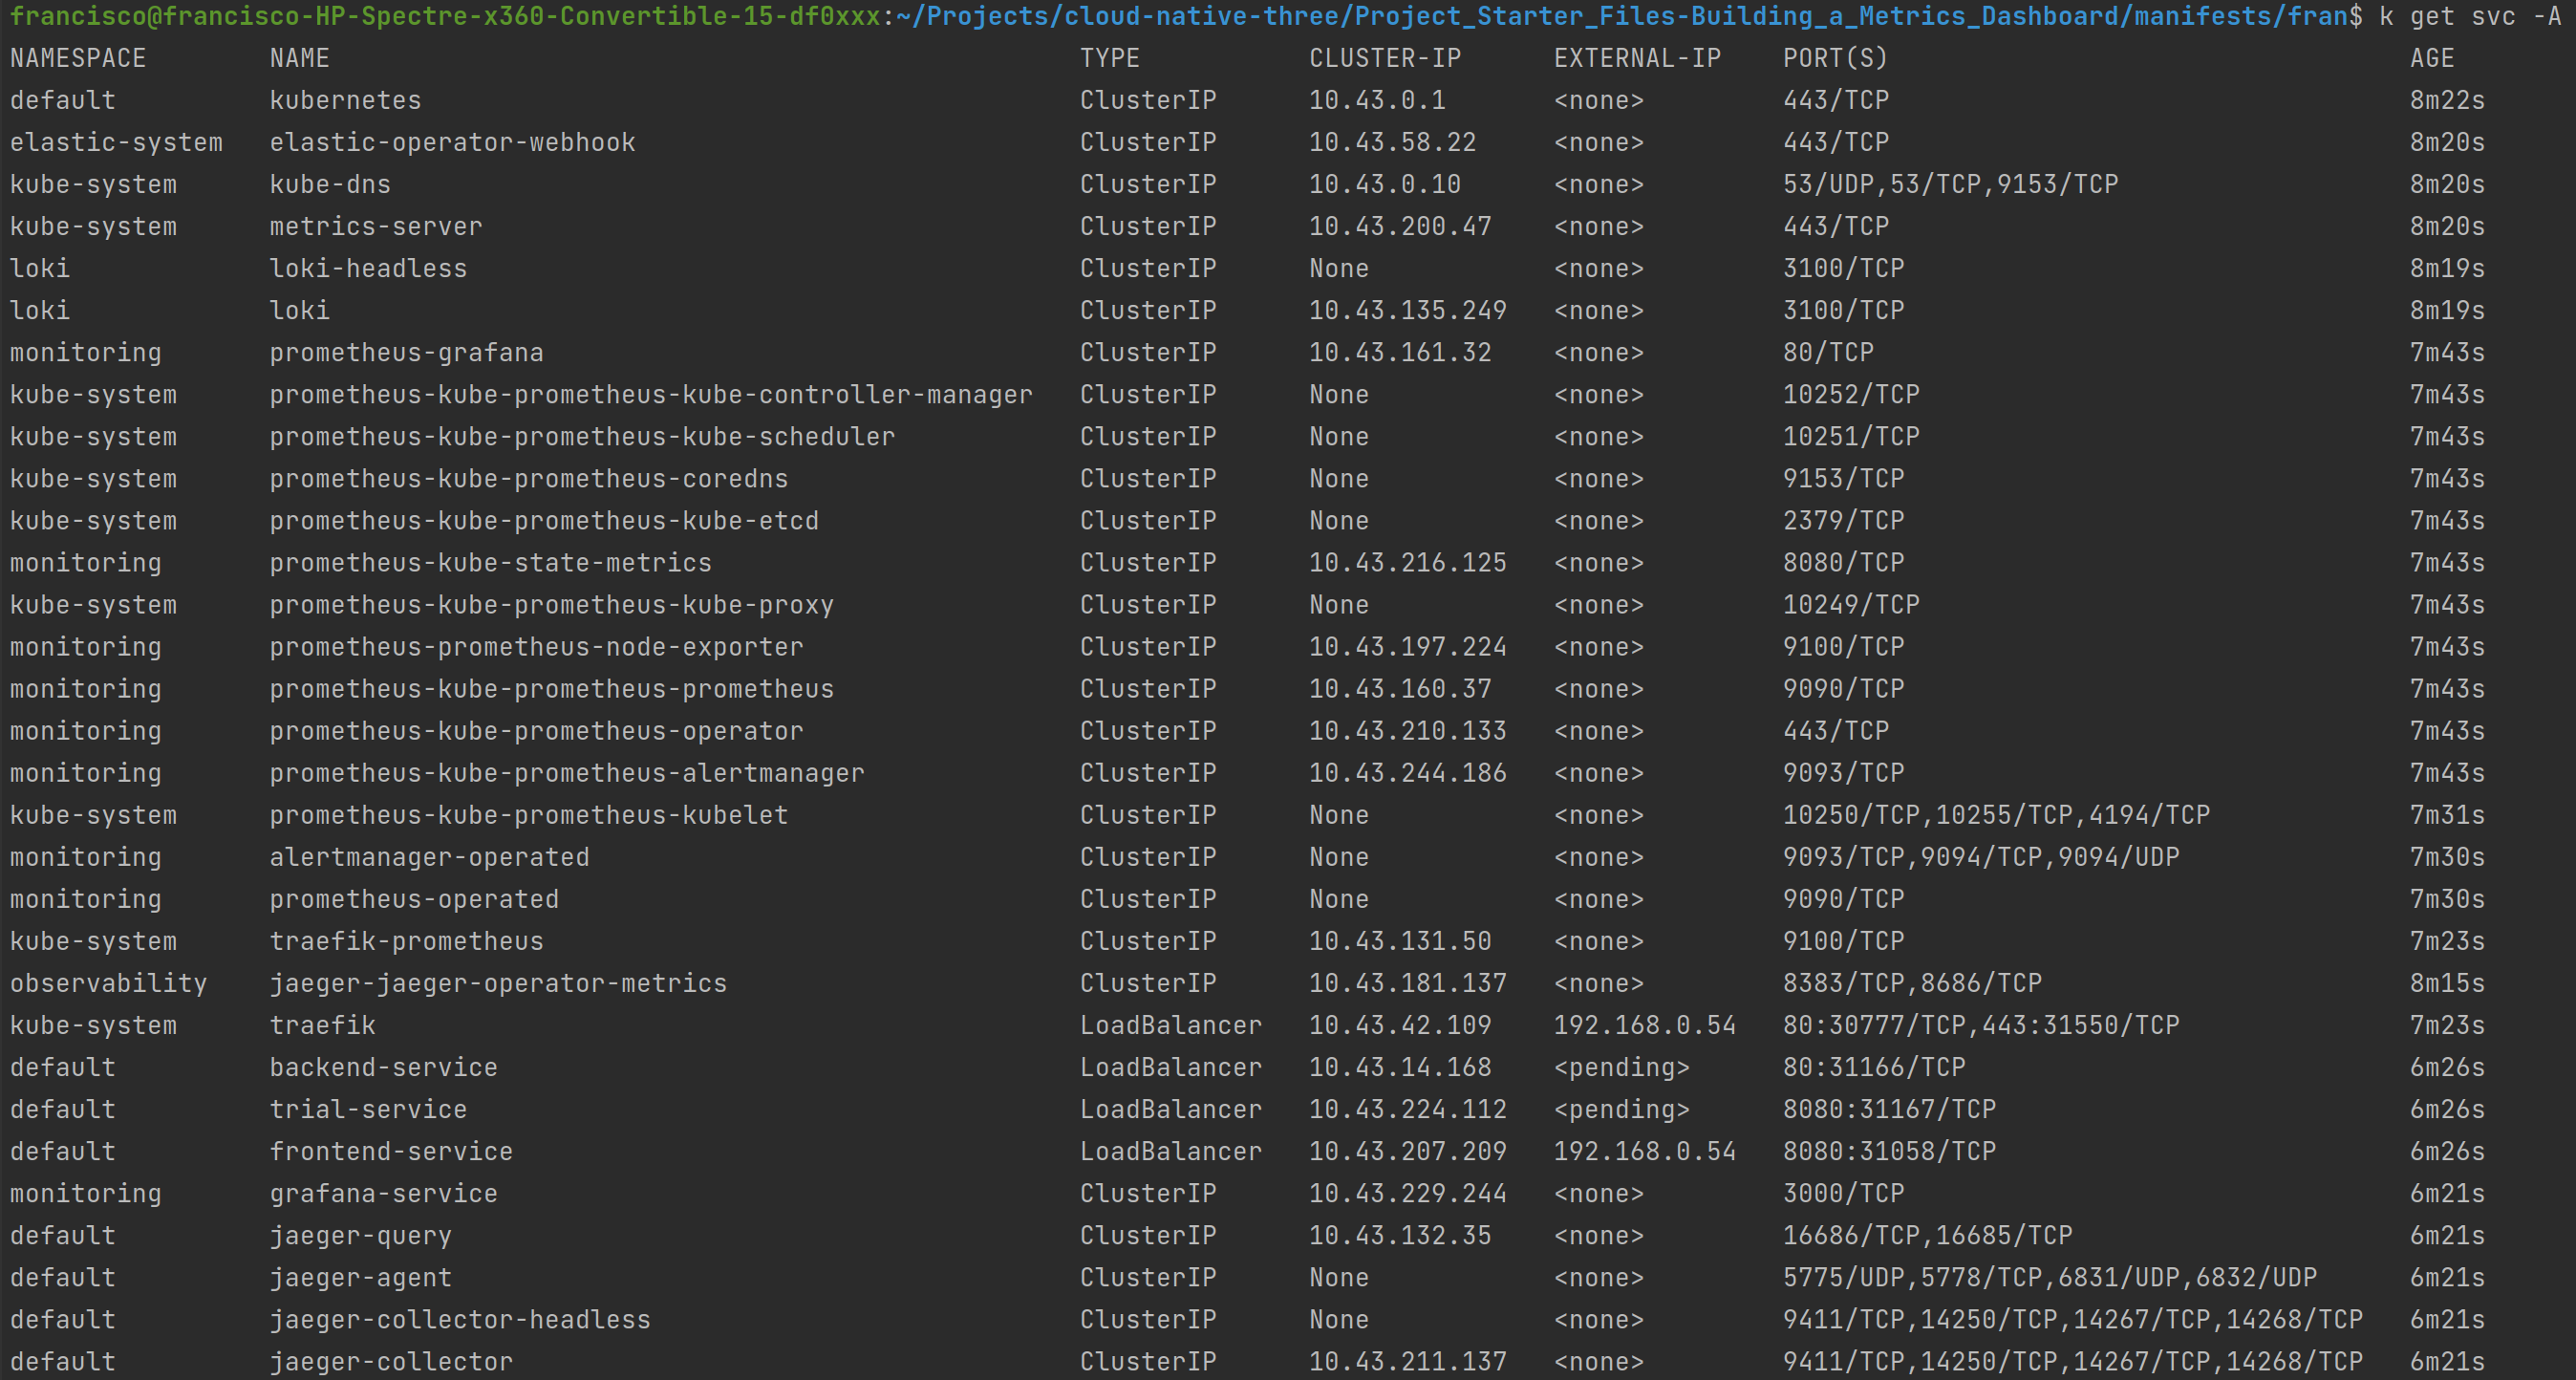 francisco@francisco-HP-Spectre-x360-Convertible-15-df0xxx:~/Projects/cloud-native-three/Project_Starter_Files-Building_a_Metrics_Dashboard/manifests/fran$ k get svc -A
NAMESPACE NAME TYPE CLUSTER-IP EXTERNAL-IP PORT(S) AGE
default kubernetes ClusterIP 10.43.0.1 <none> 443/TCP 8m22s
elastic-system elastic-operator-webhook ClusterIP 10.43.58.22 <none> 443/TCP 8m20s
kube-system kube-dns ClusterIP 10.43.0.10 <none> 53/UDP,53/TCP,9153/TCP 8m20s
kube-system metrics-server ClusterIP 10.43.200.47 <none> 443/TCP 8m20s
loki loki-headless ClusterIP None <none> 3100/TCP 8m19s
loki loki ClusterIP 10.43.135.249 <none> 3100/TCP 8m19s
monitoring prometheus-grafana ClusterIP 10.43.161.32 <none> 80/TCP 7m43s
kube-system prometheus-kube-prometheus-kube-controller-manager ClusterIP None <none> 10252/TCP 7m43s
kube-system prometheus-kube-prometheus-kube-scheduler ClusterIP None <none> 10251/TCP 7m43s
kube-system prometheus-kube-prometheus-coredns ClusterIP None <none> 9153/TCP 7m43s
kube-system prometheus-kube-prometheus-kube-etcd ClusterIP None <none> 2379/TCP 7m43s
monitoring prometheus-kube-state-metrics ClusterIP 10.43.216.125 <none> 8080/TCP 7m43s
kube-system prometheus-kube-prometheus-kube-proxy ClusterIP None <none> 10249/TCP 7m43s
monitoring prometheus-prometheus-node-exporter ClusterIP 10.43.197.224 <none> 9100/TCP 7m43s
monitoring prometheus-kube-prometheus-prometheus ClusterIP 10.43.160.37 <none> 9090/TCP 7m43s
monitoring prometheus-kube-prometheus-operator ClusterIP 10.43.210.133 <none> 443/TCP 7m43s
monitoring prometheus-kube-prometheus-alertmanager ClusterIP 10.43.244.186 <none> 9093/TCP 7m43s
kube-system prometheus-kube-prometheus-kubelet ClusterIP None <none> 10250/TCP,10255/TCP,4194/TCP 7m31s
monitoring alertmanager-operated ClusterIP None <none> 9093/TCP,9094/TCP,9094/UDP 7m30s
monitoring prometheus-operated ClusterIP None <none> 9090/TCP 7m30s
kube-system traefik-prometheus ClusterIP 10.43.131.50 <none> 9100/TCP 7m23s
observability jaeger-jaeger-operator-metrics ClusterIP 10.43.181.137 <none> 8383/TCP,8686/TCP 8m15s
kube-system traefik LoadBalancer 10.43.42.109 192.168.0.54 80:30777/TCP,443:31550/TCP 7m23s
default backend-service LoadBalancer 10.43.14.168 <pending> 80:31166/TCP 6m26s
default trial-service LoadBalancer 10.43.224.112 <pending> 8080:31167/TCP 6m26s
default frontend-service LoadBalancer 10.43.207.209 192.168.0.54 8080:31058/TCP 6m26s
monitoring grafana-service ClusterIP 10.43.229.244 <none> 3000/TCP 6m21s
default jaeger-query ClusterIP 10.43.132.35 <none> 16686/TCP,16685/TCP 6m21s
default jaeger-agent ClusterIP None <none> 5775/UDP,5778/TCP,6831/UDP,6832/UDP 6m21s
default jaeger-collector-headless ClusterIP None <none> 9411/TCP,14250/TCP,14267/TCP,14268/TCP 6m21s
default jaeger-collector ClusterIP 10.43.211.137 <none> 9411/TCP,14250/TCP,14267/TCP,14268/TCP 6m21s